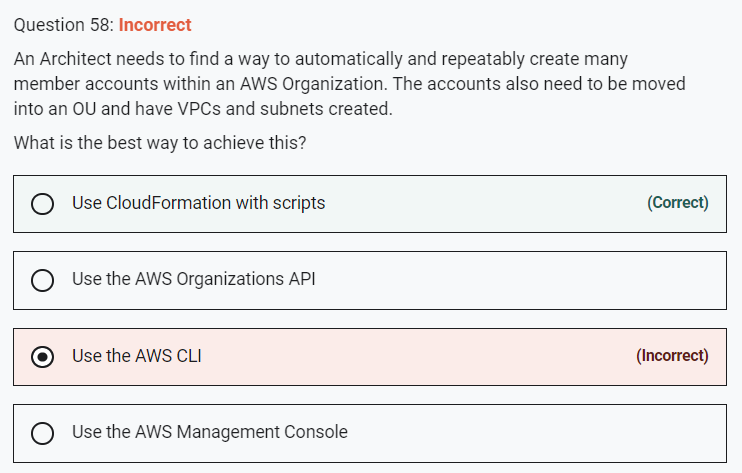 Question 58: Incorrect
An Architect needs to find a way to automatically and repeatably create many
member accounts within an AWS Organization. The accounts also need to be moved
into an OU and have VPCs and subnets created.
What is the best way to achieve this?
Use CloudFormation with scripts (Correct)
Use the AWS Organizations API
Use the AWS CLI (Incorrect)
Use the AWS Management Console